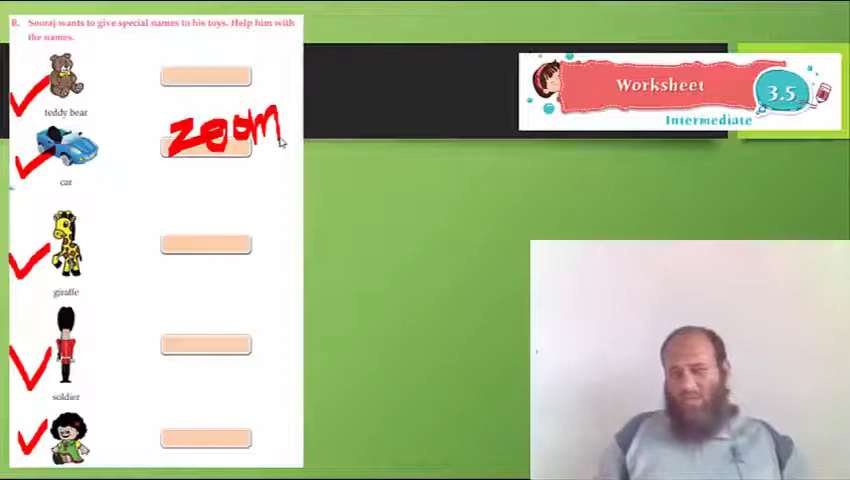 B. Sooraj wants to give special names to his toys. Help him with
the names.
teddy bear
zoom
car
giraffe
soldier
Worksheet
3.5
Intermediate